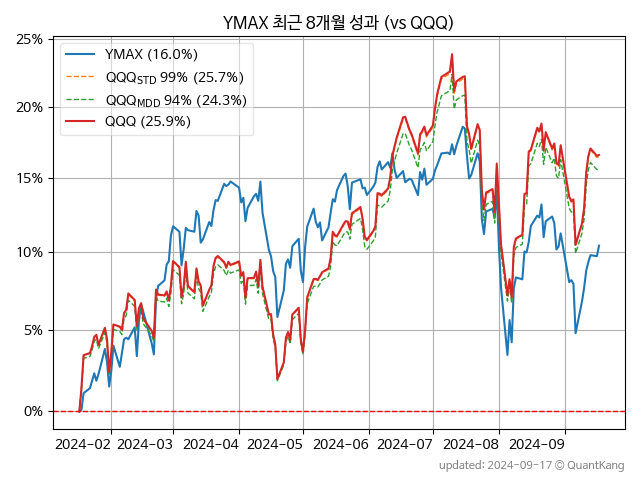 YMAX 최근 8개월 성과 (vs QQQ)
25%
20%
15%
10%
5%
0%
YMAX (16.0%)
QQQSTD 99% (25.7%)
QQQMDD 94% (24.3%)
QQQ (25.9%)
2024-02 2024-03 2024-04 2024-05 2024-06 2024-07 2024-08 2024-09
updated: 2024-09-17 © QuantKang